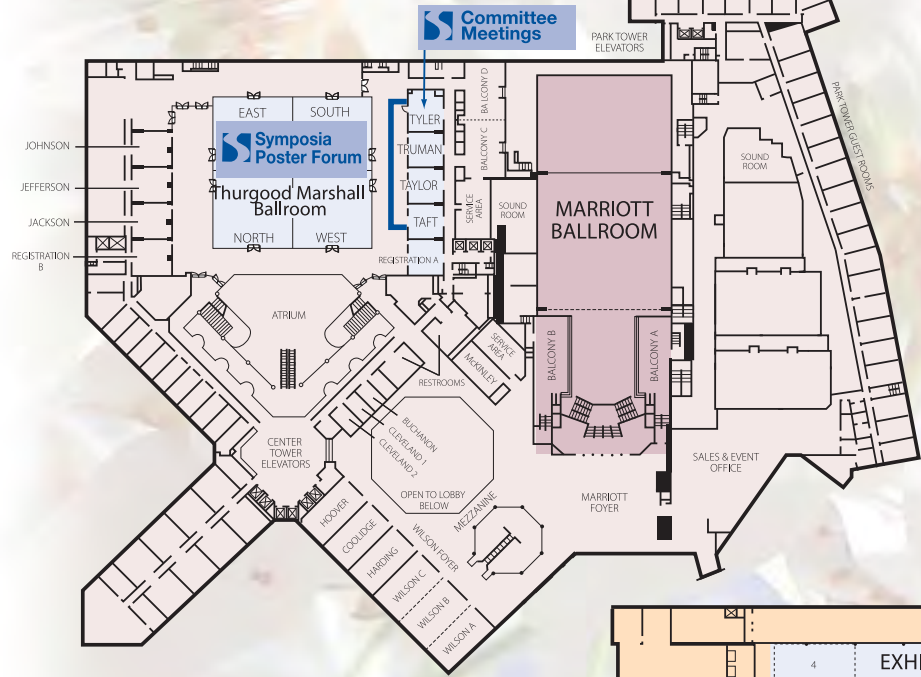 Committee
Meetings
PARK TOWER
ELEVATORS
PARK TOWER GUEST ROOMS
BALCONY D
BALCONY C
EAST
SOUTH
Symposia
Poster Forum
Thurgood Marshall
Ballroom
NORTH
WEST
TYLER
TRUMAN
TAYLOR
TAFT
REGISTRATION A
JOHNSON
JEFFERSON
JACKSON
REGISTRATION
B
SERVICE
AREA
SOUND
ROOM
MARRIOTT
BALLROOM
SOUND
ROOM
ATRIUM
SERVICE
AREA
MCKINLEY
RESTROOMS
BALCONY B
BALCONY A
BUCHANON
CLEVELAND 1
CLEVELAND 2
CENTER
TOWER
ELEVATORS
OPEN TO LOBBY
BELOW
MEZZANINE
SALES & EVENT
OFFICE
MARRIOTT
FOYER
HOOVER
COOLIDGE
HARDING
WILSON FOYER
WILSON C
WILSON B
WILSON A
4
EXHI